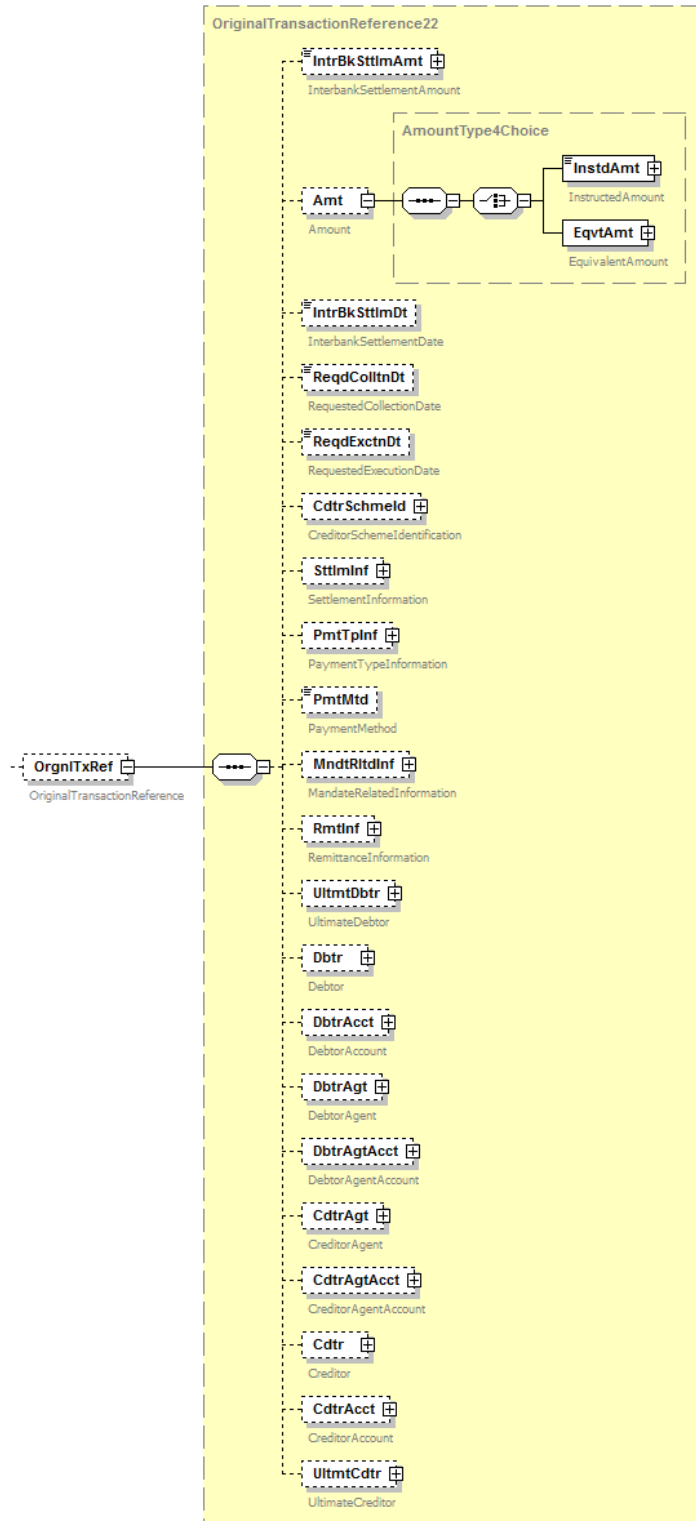 OriginalTransactionReference22
IntrBkSttlmAmt
InterbankSettlementAmount
AmountType4Choice
InstdAmt
InstructedAmount
Amt
Amount
EqvtAmt
EquivalentAmount
IntrBkSttlmDt
InterbankSettlementDate
ReqdColltnDt
RequestedCollectionDate
ReqdExctnDt
RequestedExecutionDate
CdtrSchmeId
CreditorSchemeIdentification
SttlmInf
SettlementInformation
PmtTpInf
PaymentTypeInformation
PmtMtd
PaymentMethod
OrgnlTxRef
OriginalTransactionReference
MndtRltdInf
MandateRelatedInformation
RmtInf
RemittanceInformation
UltmtDbtr
UltimateDebtor
Dbtr
Debtor
DbtrAcct
DebtorAccount
DbtrAgt
DebtorAgent
DbtrAgtAcct
DebtorAgentAccount
CdtrAgt
CreditorAgent
CdtrAgtAcct
CreditorAgentAccount
Cdtr
Creditor
CdtrAcct
CreditorAccount
UltmtCdtr
UltimateCreditor